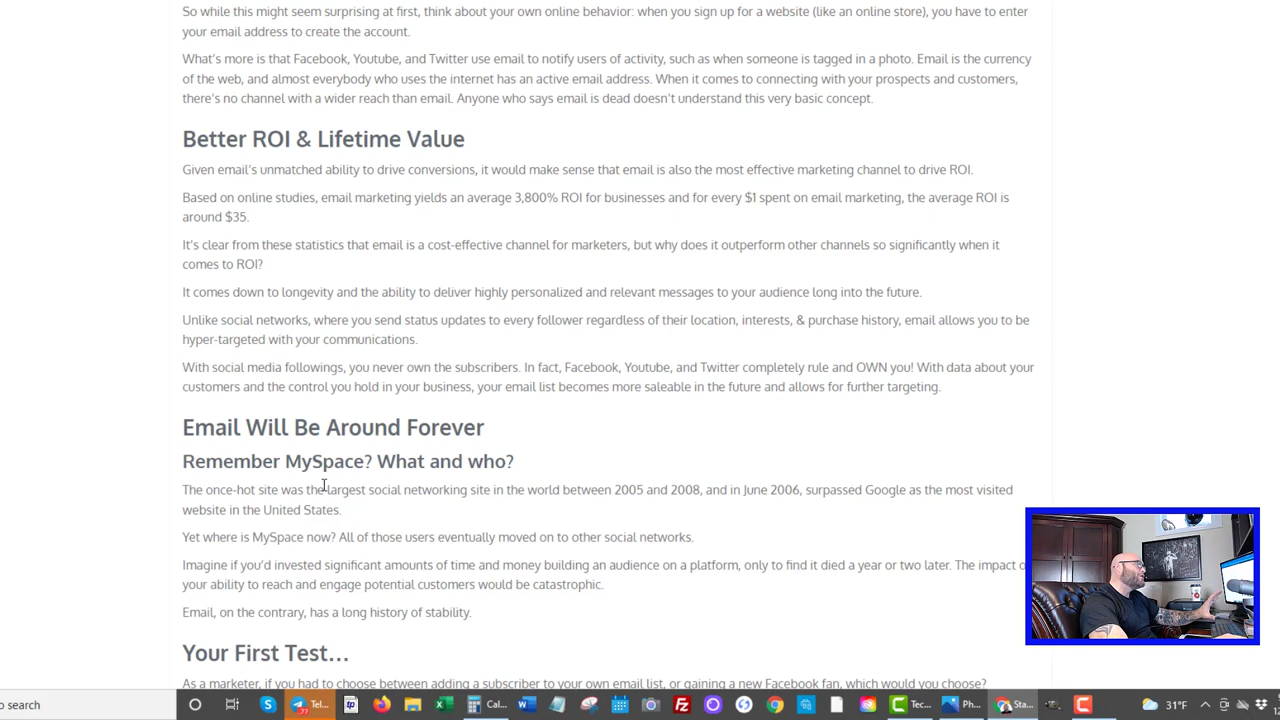 So while this might seem surprising at first, think about your own online behavior: when you sign up for a website (like an online store), you have to enter
your email address to create the account.
What's more is that Facebook, Youtube, and Twitter use email to notify users of activity, such as when someone is tagged in a photo. Email is the currency
of the web, and almost everybody who uses the internet has an active email address. When it comes to connecting with your prospects and customers,
there's no channel with a wider reach than email. Anyone who says email is dead doesn't understand this very basic concept.
Better ROI & Lifetime Value
Given email's unmatched ability to drive conversions, it would make sense that email is also the most effective marketing channel to drive ROI.
Based on online studies, email marketing yields an average 3,800% ROI for businesses and for every $1 spent on email marketing, the average ROI is
around $35.
It's clear from these statistics that email is a cost-effective channel for marketers, but why does it outperform other channels so significantly when it
comes to ROI?
It comes down to longevity and the ability to deliver highly personalized and relevant messages to your audience long into the future.
Unlike social networks, where you send status updates to every follower regardless of their location, interests, & purchase history, email allows you to be
hyper-targeted with your communications.
With social media followings, you never own the subscribers. In fact, Facebook, Youtube, and Twitter completely rule and OWN you! With data about your
customers and the control you hold in your business, your email list becomes more saleable in the future and allows for further targeting.
Email Will Be Around Forever
Remember MySpace? What and who?
The once-hot site was the largest social networking site in the world between 2005 and 2008, and in June 2006, surpassed Google as the most visited
website in the United States.
Yet where is MySpace now? All of those users eventually moved on to other social networks.
Imagine if you'd invested significant amounts of time and money building an audience on a platform, only to find it died a year or two later. The impact o
your ability to reach and engage potential customers would be catastrophic.
Email, on the contrary, has a long history of stability.
Your First Test...
As a marketer, if you had to choose between adding a subscriber to your own email list, or gaining a new Facebook fan, which would you choose?
o search
Tel...
Cal...
Tec...
Pho...
Sta...
31°F